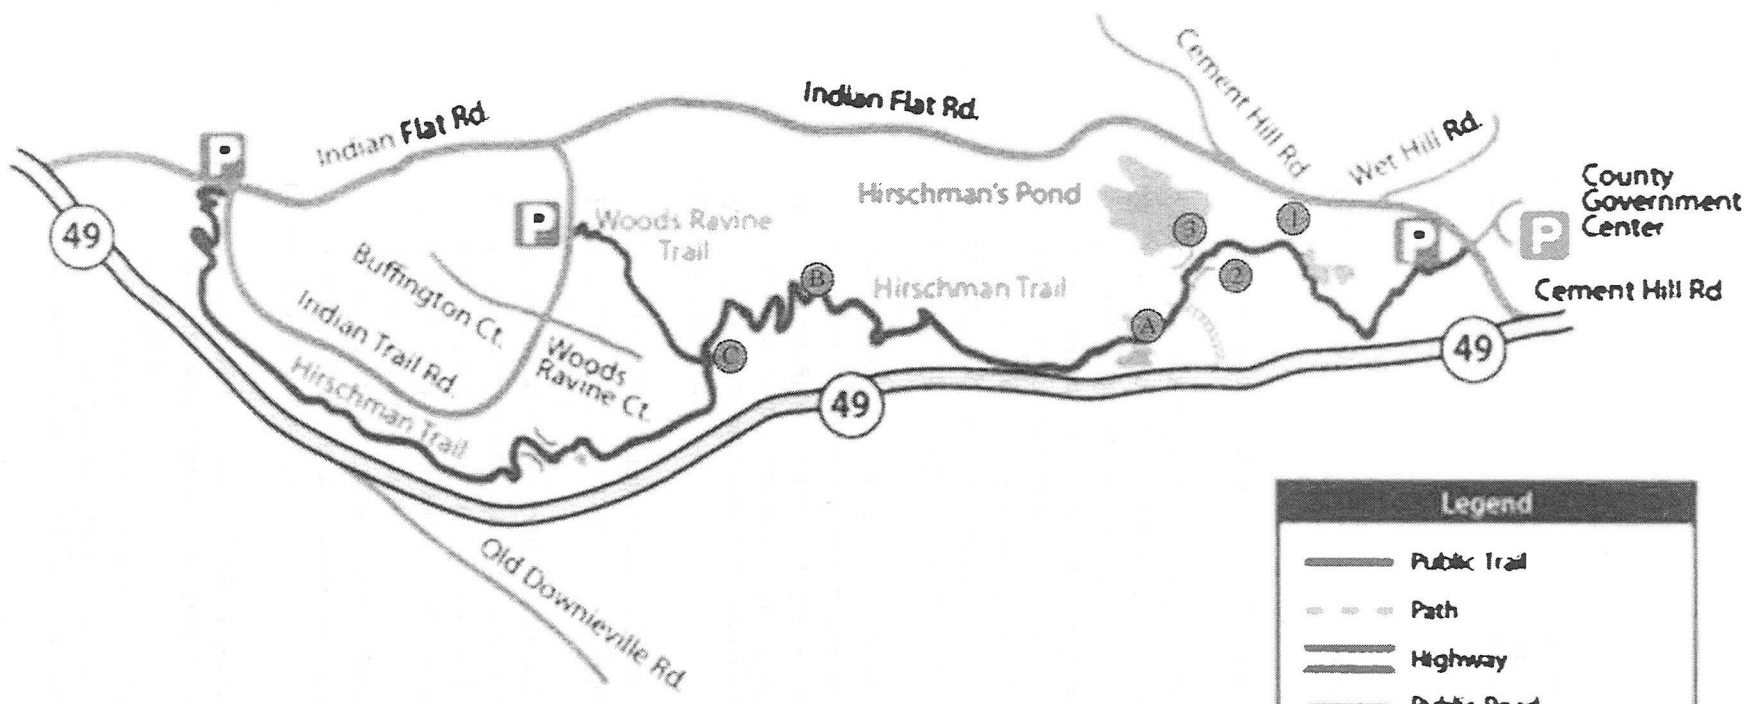 Indian Flat Rd.
Indian Flat Rd.
Cement Hill Rd
Wet Hill Rd.
P
P
P
P
County
Government
Center
Cement Hill Rd
49
49
49
Buffington Ct.
Woods Ravine
Trail
Hirschman's Pond
Hirschman Trail
1
2
3
A
B
C
Indian Trail Rd.
Woods
Ravine Ct.
Hirschman Trail
Old Downieville Rd.
Legend
Public Trail
Path
Highway
Public Road